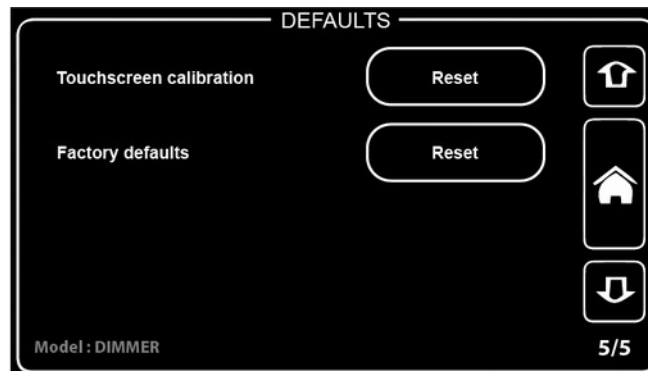 DEFAULTS
Touchscreen calibration Reset
Factory defaults Reset
Model : DIMMER 5/5